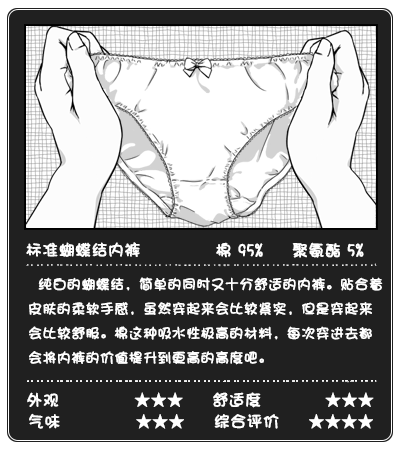 标准蝴蝶结内裤 棉 95% 聚氨酯 5%
纯白的蝴蝶结，简单的同时又十分舒适的内裤。贴合着
皮肤的柔软手感，虽然穿起来会比较紧实，但是穿起来
会比较舒服。棉这种吸水性极高的材料，每次穿进去都
会将内裤的价值提升到更高的高度吧。
外观 ★★★ 舒适度 ★★★
气味 ★★★ 综合评价 ★★★★